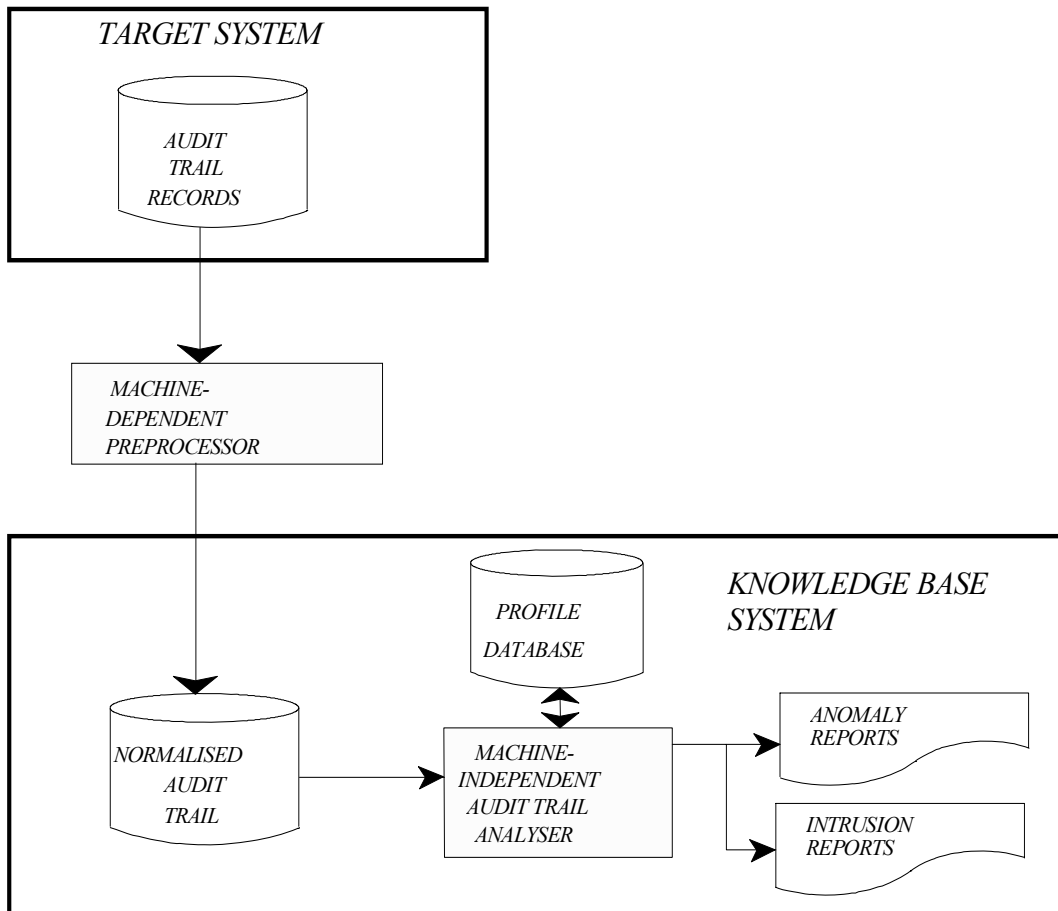 TARGET SYSTEM
AUDIT
TRAIL
RECORDS
MACHINE-
DEPENDENT
PREPROCESSOR
KNOWLEDGE BASE
SYSTEM
PROFILE
DATABASE
NORMALISED
AUDIT
TRAIL
MACHINE-
INDEPENDENT
AUDIT TRAIL
ANALYSER
ANOMALY
REPORTS
INTRUSION
REPORTS